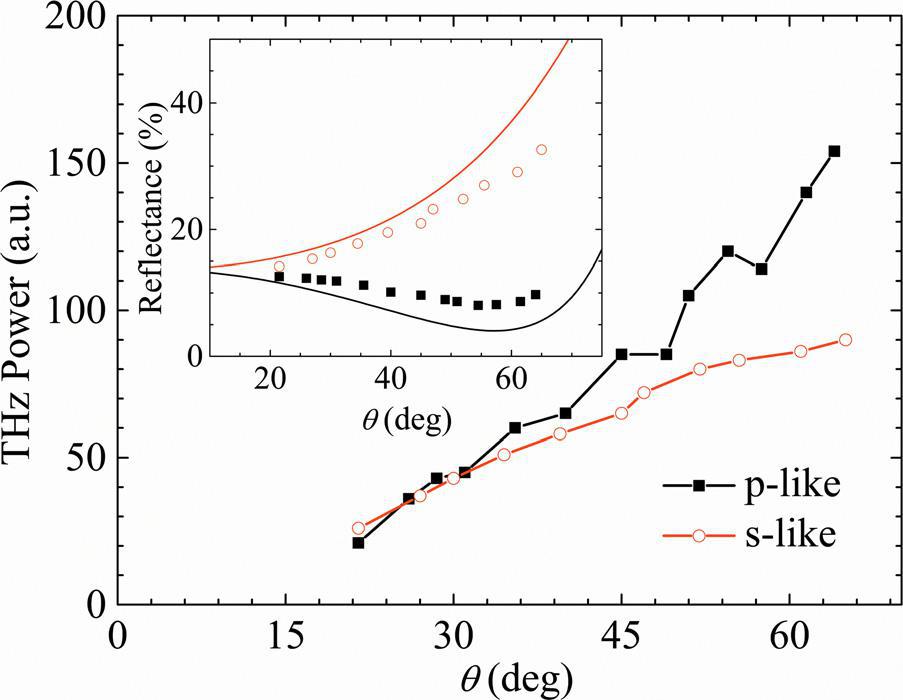 200
150
100
50
0
THz Power (a.u.)
0 15 30 45 60
θ (deg)
40
20
0
Reflectance (%)
20 40 60
θ (deg)
p-like
s-like